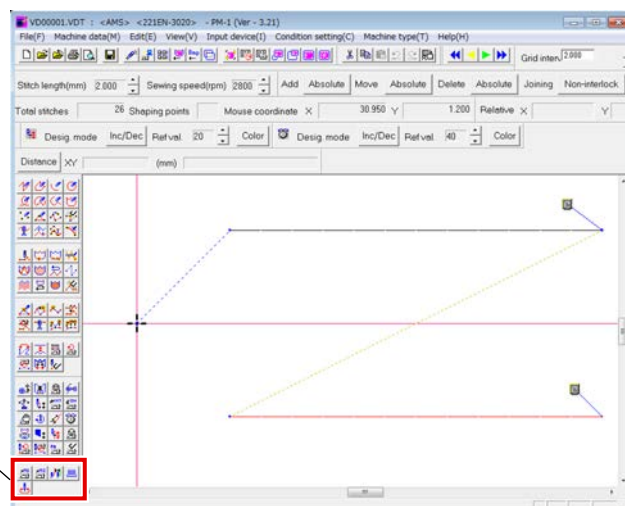 VD00001.VDT : <AMS> <221EN-3020> - PM-1 (Ver - 3.21)
File(F) Machine data(M) Edit(E) View(V) Input device(I) Condition setting(C) Machine type(T) Help(H)
Grid interv 2.000
Stitch length(mm) 2.000 Sewing speed(rpm) 2800 Add Absolute Move Absolute Delete Absolute Joining Non-interlock
Total stitches 26 Shaping points Mouse coordinate X 30.950 Y 1.200 Relative X Y
Desig. mode Inc/Dec Ref.val. 20 Color Desig. mode Inc/Dec Ref.val. 40 Color
Distance XY (mm)